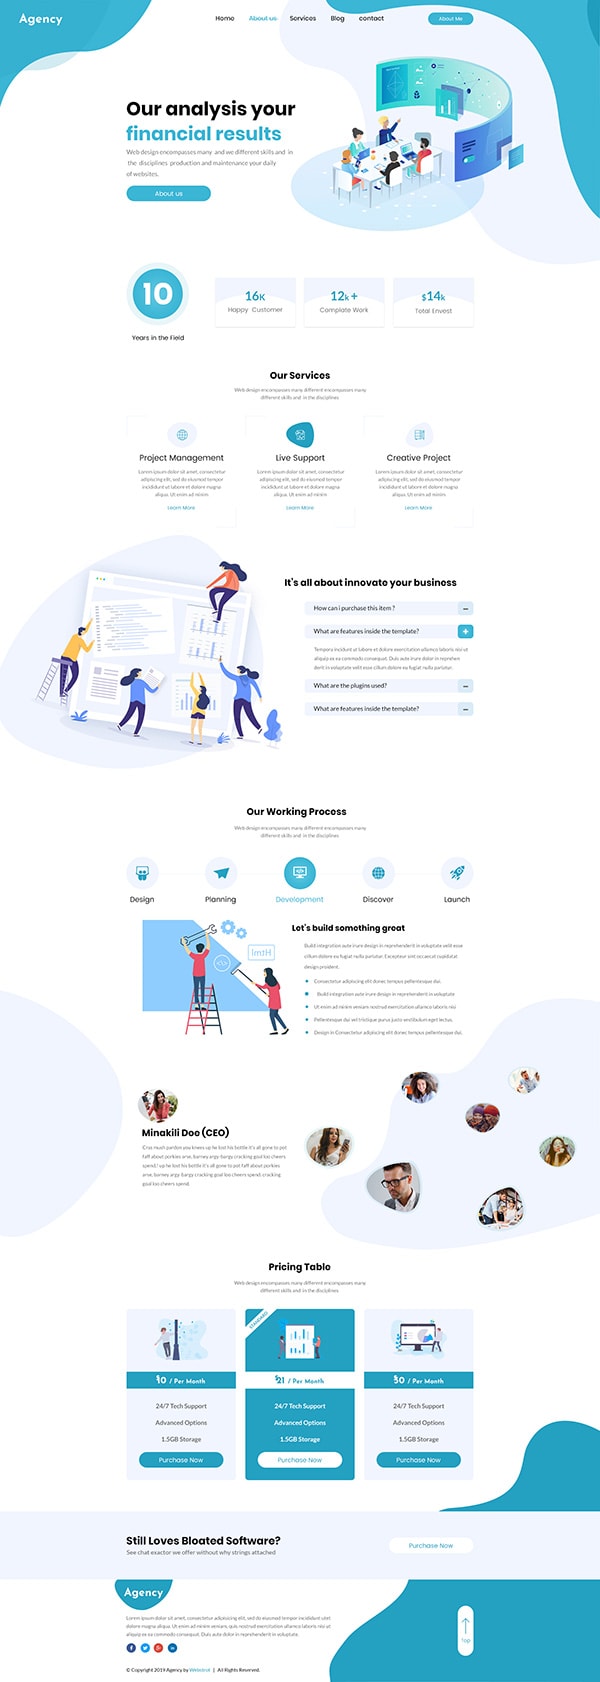 Agency
Home About us Services Blog contact
About Me
Our analysis your
financial results
Web design encompasses many and we different skills and in
the disciplines production and maintenance your daily
of websites.
About us
10
Years in the Field
16K
Happy Customer
12k +
Complate Work
$14k
Total Envest
Our Services
Web design encompasses many different encompasses many
different skills and in the disciplines
Project Management
Lorem ipsum dolor sit amet, consectetur
adipiscing elit, sed do eiusmod tempor
incididunt ut labore et dolore magna
aliqua. Ut enim ad minim
Learn More
Live Support
Lorem ipsum dolor sit amet, consectetur
adipiscing elit, sed do eiusmod tempor
incididunt ut labore et dolore magna
aliqua. Ut enim ad minim
Learn More
Creative Project
Lorem ipsum dolor sit amet, consectetur
adipiscing elit, sed do eiusmod tempor
incididunt ut labore et dolore magna
aliqua. Ut enim ad minim
Learn More
It's all about innovate your business
How can i purchase this item ?
What are features inside the template?
Tempora incidunt ut labore et dolore exercitation ullamco laboris nisi ut
aliquip ex ea commodo consequat. Duis aute irure dolor in reprehen
derit in voluptate velit esse cillum dolore eu fugiat nulla pariatur.
What are the plugins used?
What are features inside the template?
Our Working Process
Web design encompasses many different encompasses many
different skills and in the disciplines
Design
Planning
Development
Discover
Launch
Html
</>
Let's build something great
Build integration aute irure design in reprehenderit in voluptate velit esse
cillum dolore eu fugiat nulla pariatur. Excepteur sint occaecat cupidatat
design proident.
Consectetur adipiscing elit donec tempus pellentesque dui.
Build integration aute irure design in reprehenderit in voluptate
Ut enim ad minim veniam nostrud exercitation ullamco laboris nisi
Pellentesque dui vel tristique purus justo vestibulum eget lectus.
Design in Consectetur adipiscing elit donec tempus pellentesque dui.
Minakili Doe (CEO)
Cras mush pardon you knees up he lost his bottle it's all gone to pot
faff about porkies arse, barney argy-bargy cracking goal loo cheers
spend! up he lost his bottle it's all gone to pot faff about porkies
arse, barney argy-bargy cracking goal loo cheers spend cracking
goal loo cheers spend.
Pricing Table
Web design encompasses many different encompasses many
different skills and in the disciplines
$10 / Per Month
24/7 Tech Support
Advanced Options
1.5GB Storage
Purchase Now
STANDARD
$21 / Per Month
24/7 Tech Support
Advanced Options
1.5GB Storage
Purchase Now
$30 / Per Month
24/7 Tech Support
Advanced Options
1.5GB Storage
Purchase Now
Still Loves Bloated Software?
See chat exactor we offer without why strings attached
Purchase Now
Agency
Lorem ipsum dolor sit amet, consectetur adipiscing elit, sed do eiusmod tempor incididunt ut labore et
dolore magna aliqua. Ut enim ad minim veniam, quis nostrud exercitation ullamco laboris nisi ut aliquip
ex ea commodo consequat. Duis aute irure dolor in reprehenderit in voluptate.
Top
© Copyright 2019 Agency by | All Rights Reserved.